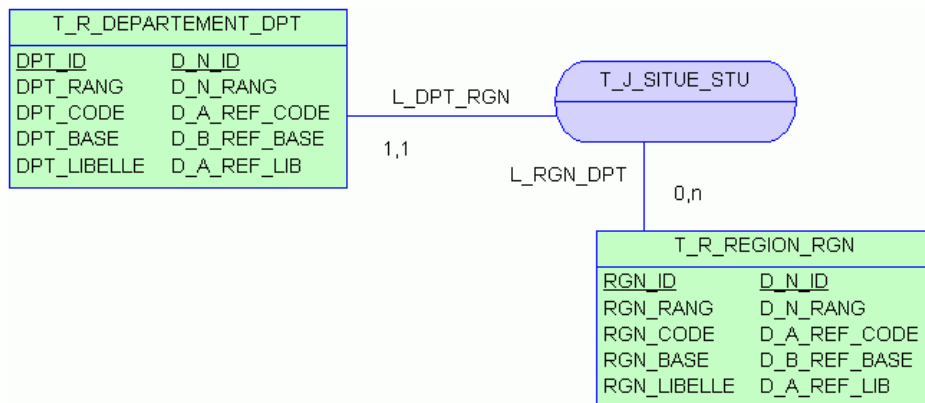 T_R_DEPARTEMENT_DPT
DPT_ID D_N_ID
DPT_RANG D_N_RANG
DPT_CODE D_A_REF_CODE
DPT_BASE D_B_REF_BASE
DPT_LIBELLE D_A_REF_LIB
L_DPT_RGN
1,1
T_J_SITUE_STU
L_RGN_DPT
0,n
T_R_REGION_RGN
RGN_ID D_N_ID
RGN_RANG D_N_RANG
RGN_CODE D_A_REF_CODE
RGN_BASE D_B_REF_BASE
RGN_LIBELLE D_A_REF_LIB